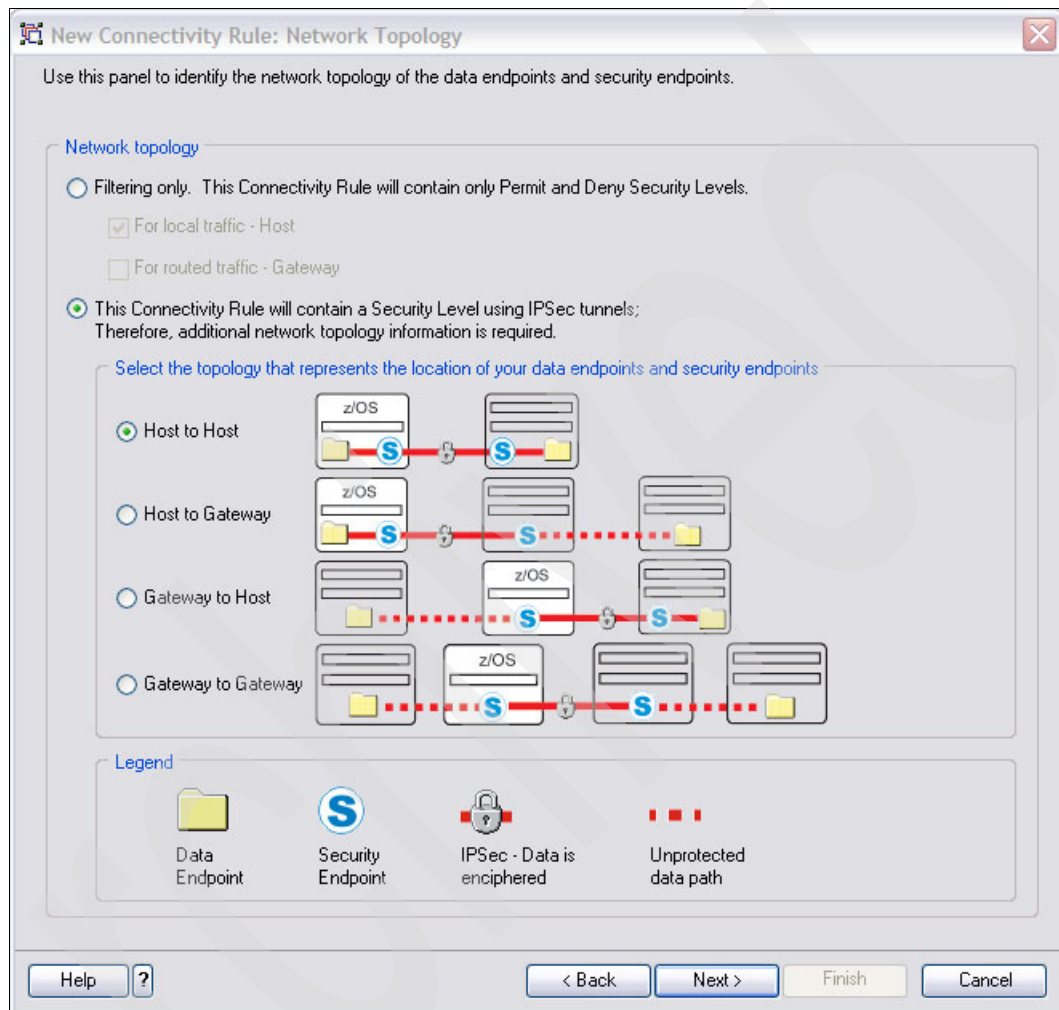 New Connectivity Rule: Network Topology
Use this panel to identify the network topology of the data endpoints and security endpoints.
Network topology
Filtering only. This Connectivity Rule will contain only Permit and Deny Security Levels.
For local traffic - Host
For routed traffic - Gateway
This Connectivity Rule will contain a Security Level using IPSec tunnels;
Therefore, additional network topology information is required.
Select the topology that represents the location of your data endpoints and security endpoints
z/OS
Host to Host
S S
z/OS
Host to Gateway
S S
z/OS
Gateway to Host
S S
z/OS
Gateway to Gateway
S S
Legend
S
Data Endpoint
Security Endpoint
IPSec - Data is enciphered
Unprotected data path
Help ? < Back Next > Finish Cancel